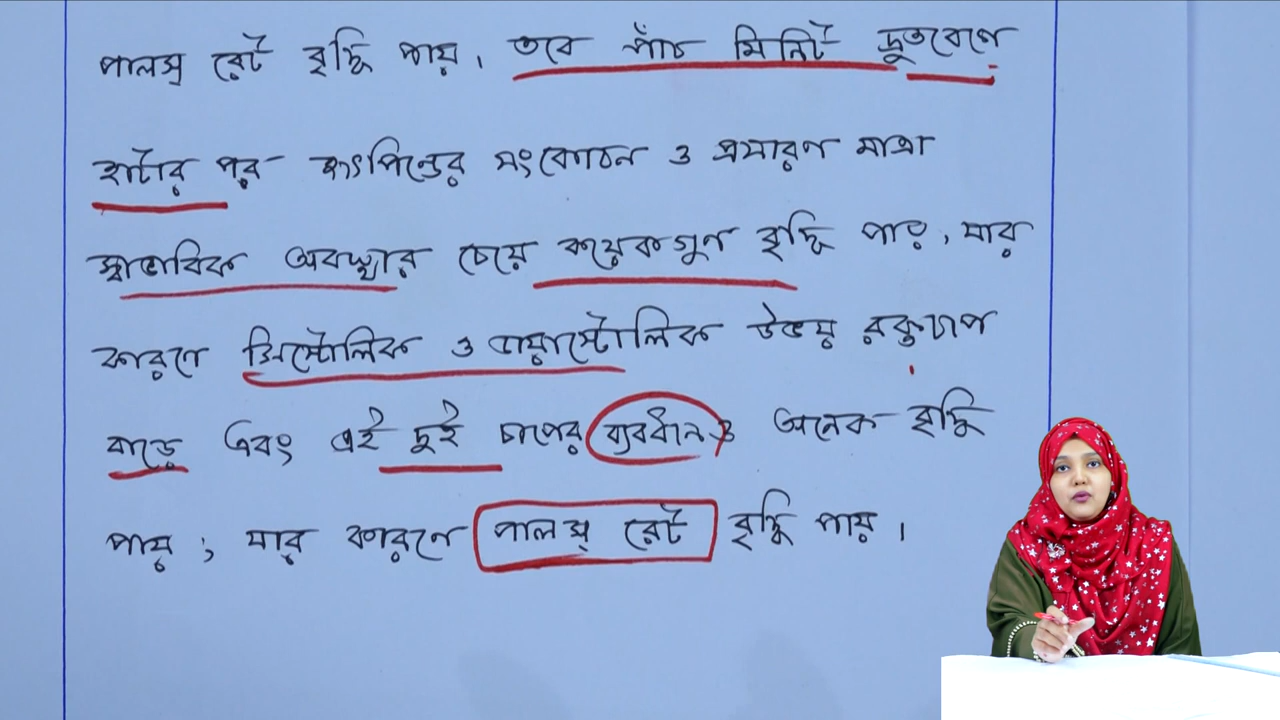 পালস্ রেট বৃদ্ধি পায়, তবে পাঁচ মিনিট দ্রুতবেগে
হাটার পর হৃৎপিন্ডের সংকোচন ও প্রসারণ মাত্রা
স্বাভাবিক অবস্থার চেয়ে কয়েকগুণ বৃদ্ধি পায়, যার
কারণে সিস্টোলিক ও ডায়াস্টোলিক উভয় রক্তচাপ
বাড়ে এবং এই দুই চাপের ব্যবধান ও অনেক বৃদ্ধি
পায়, যার কারণে পালস্ রেট বৃদ্ধি পায়।